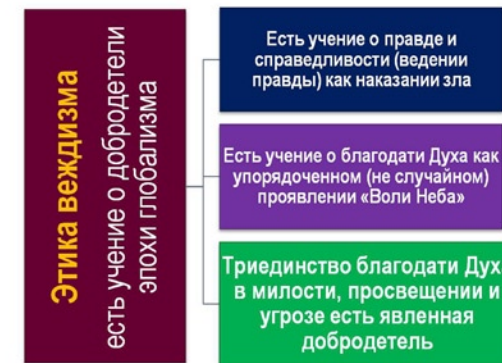 Этика веждизма
есть учение о добродетели
эпохи глобализма
Есть учение о правде и
справедливости (ведении
правды) как наказании зла
Есть учение о благодати Духа как
упорядоченном (не случайном)
проявлении «Воли Неба»
Триединство благодати Дух
в милости, просвещении и
угрозе есть явленная
добродетель